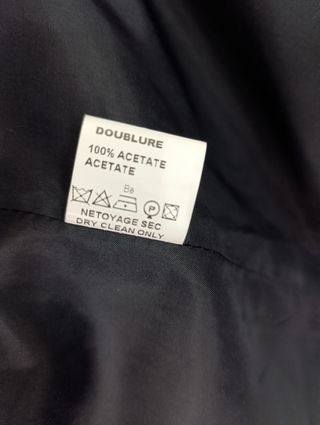 DOUBLURE
100% ACETATE
ACETATE
P
NETOYAGE SEC
DRY CLEAN ONLY